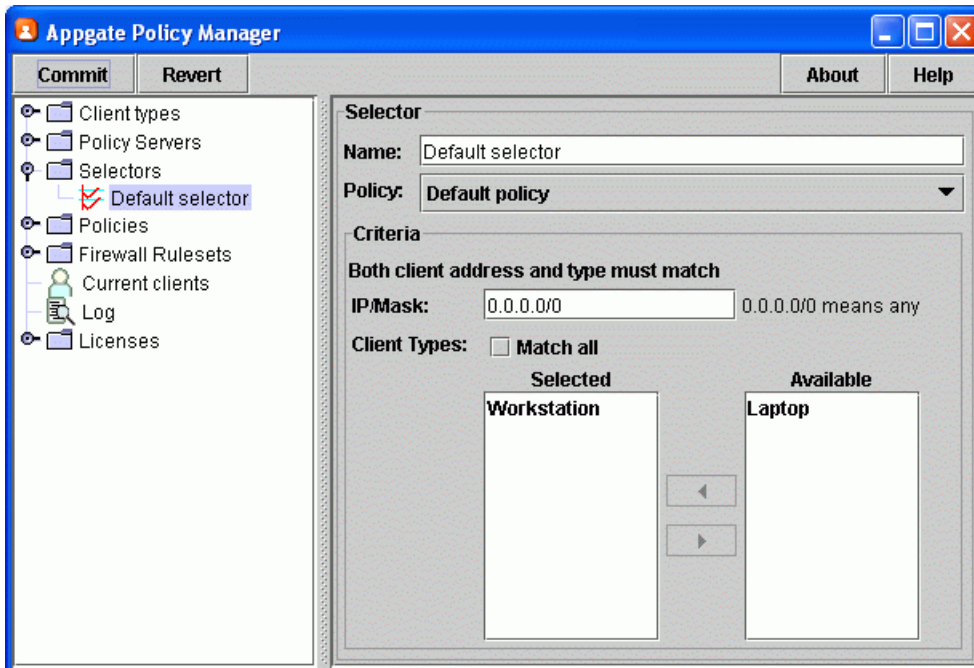 Appgate Policy Manager
Commit Revert About Help
Client types
Policy Servers
Selectors
Default selector
Policies
Firewall Rulesets
Current clients
Log
Licenses
Selector
Name: Default selector
Policy: Default policy
Criteria
Both client address and type must match
IP/Mask: 0.0.0.0/0 0.0.0.0/0 means any
Client Types: Match all
Selected Available
Workstation Laptop